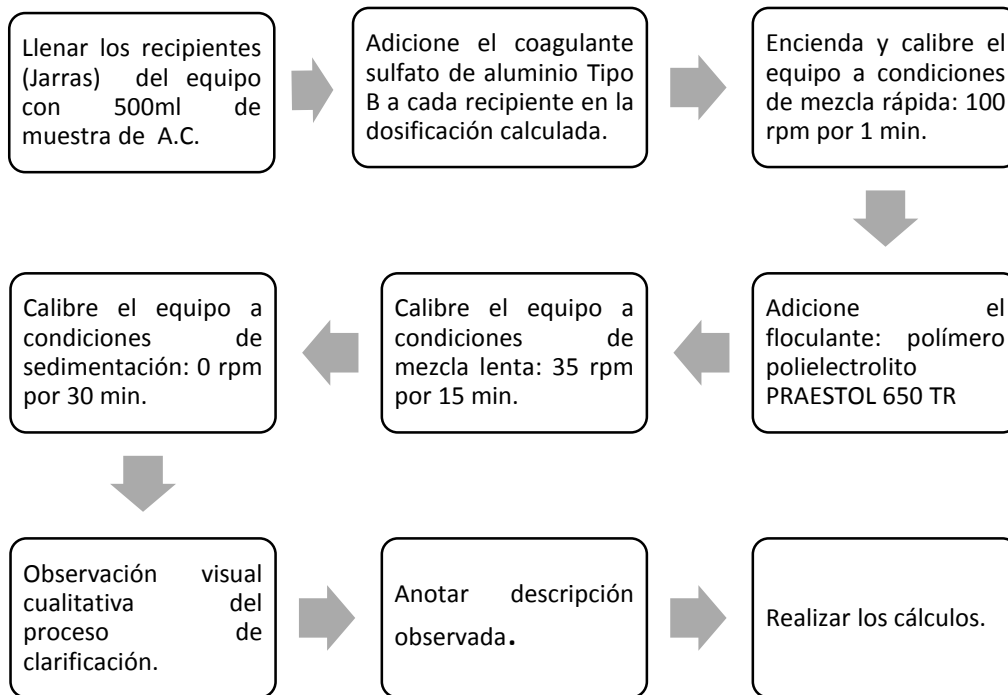 Llenar los recipientes
(Jarras) del equipo
con 500ml de
muestra de A.C.
Adicione el coagulante
sulfato de aluminio Tipo
B a cada recipiente en la
dosificación calculada.
Encienda y calibre el
equipo a condiciones
de mezcla rápida: 100
rpm por 1 min.
Adicione el
floculante: polímero
polielectrolito
PRAESTOL 650 TR
Calibre el equipo a
condiciones de
mezcla lenta: 35 rpm
por 15 min.
Calibre el equipo a
condiciones de
sedimentación: 0 rpm
por 30 min.
Observación visual
cualitativa del
proceso de
clarificación.
Anotar descripción
observada.
Realizar los cálculos.